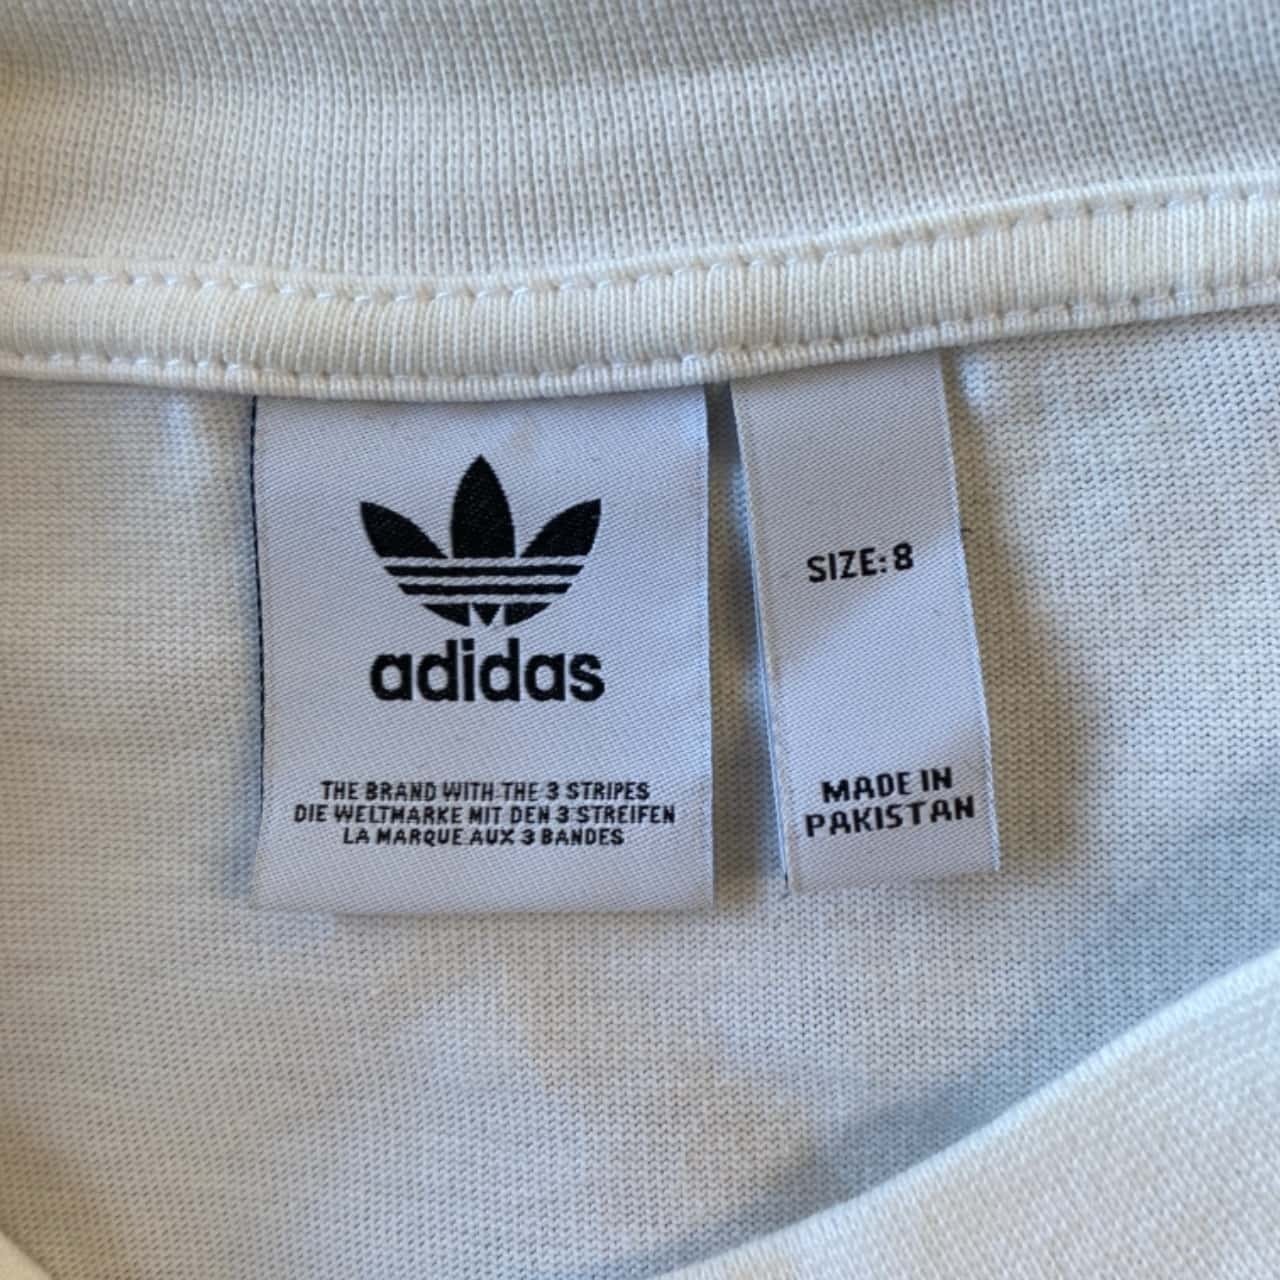 adidas
THE BRAND WITH THE 3 STRIPES
DIE WELTMARKE MIT DEN 3 STREIFEN
LA MARQUE AUX 3 BANDES
SIZE: 8
MADE IN
PAKISTAN